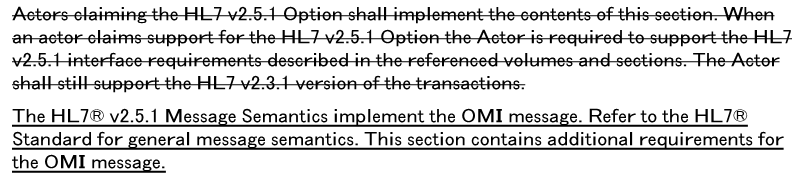 Actors claiming the HL7 v2.5.1 Option shall implement the contents of this section. When
an actor claims support for the HL7 v2.5.1 Option the Actor is required to support the HL7
v2.5.1 interface requirements described in the referenced volumes and sections. The Actor
shall still support the HL7 v2.3.1 version of the transactions.
The HL7® v2.5.1 Message Semantics implement the OMI message. Refer to the HL7®
Standard for general message semantics. This section contains additional requirements for
the OMI message.